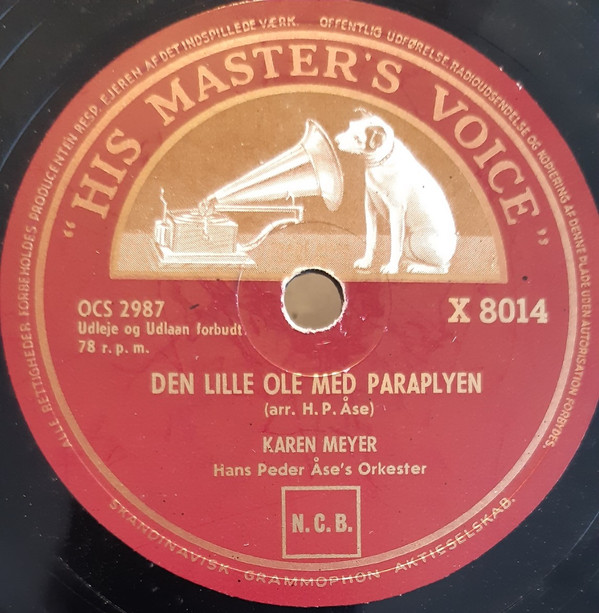 ALLE RETTIGHEDER FORBEHOLDES PRODUCENTEN RESP. EJEREN AF DET INDSPILLEDE VÆRK. OFFENTLIG UDFØRELSE, RADIOUDSENDELSE OG KOPIERING AF DENNE PLADE UDEN AUTORISATION FORBYDES.
"HIS MASTER'S VOICE"
OCS 2987
X 8014
Udleje og Udlaan forbudt.
78 r. p. m.
DEN LILLE OLE MED PARAPLYEN
(arr. H. P. Åse)
KAREN MEYER
Hans Peder Åse's Orkester
N. C. B.
SKANDINAVISK GRAMMOPHON AKTIESELSKAB.